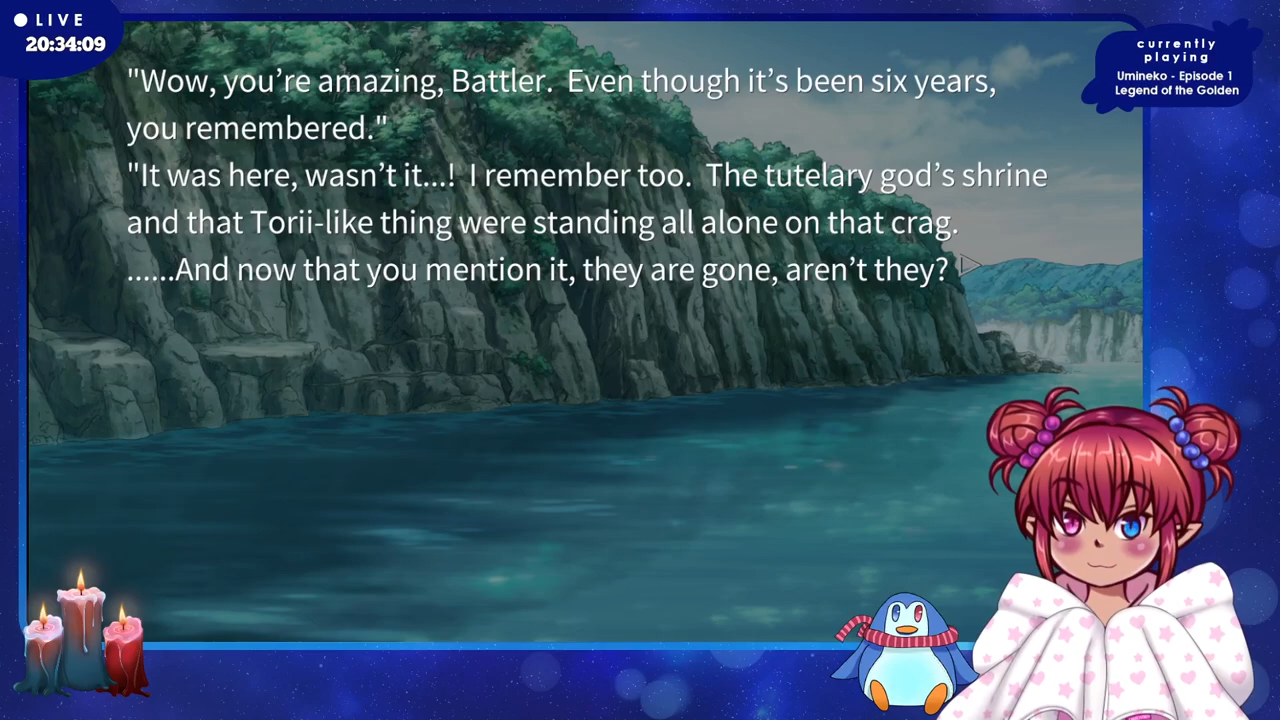 LIVE
20:34:09
currently
playing
Umineko - Episode 1
Legend of the Golden
"Wow, you’re amazing, Battler.  Even though it’s been six years,
you remembered."
"It was here, wasn’t it...!  I remember too.  The tutelary god’s shrine
and that Torii-like thing were standing all alone on that crag.
......And now that you mention it, they are gone, aren’t they?